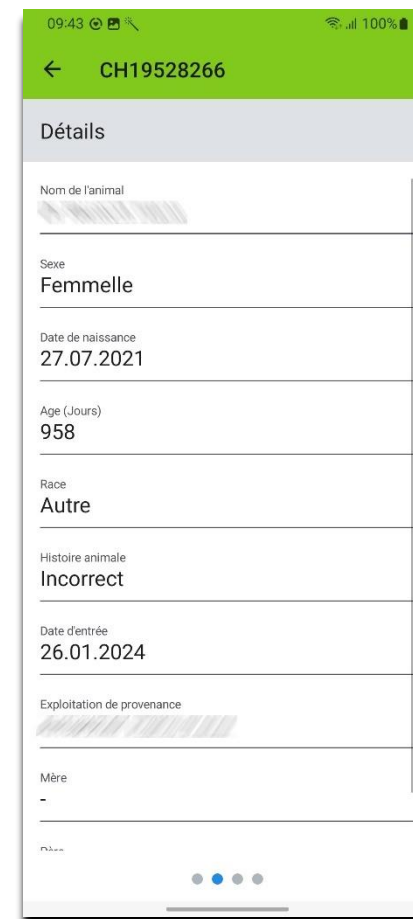 09:43 100%
CH19528266
Détails
Nom de l'animal
Sexe
Femmelle
Date de naissance
27.07.2021
Age (Jours)
958
Race
Autre
Histoire animale
Incorrect
Date d'entrée
26.01.2024
Exploitation de provenance
Mère
-